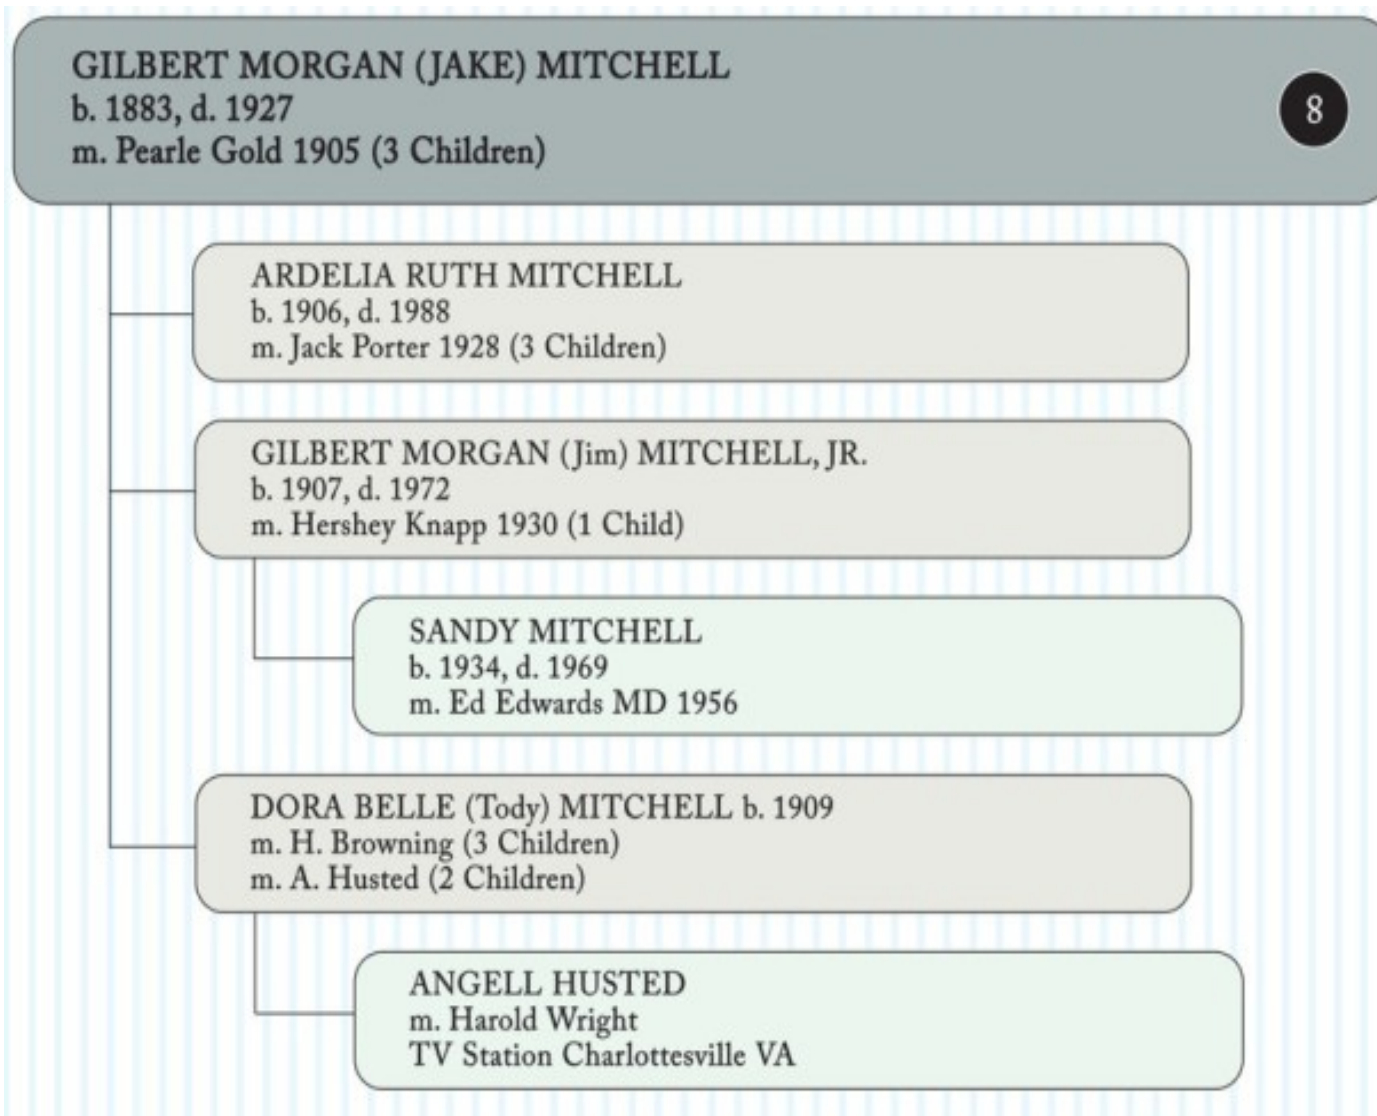 GILBERT MORGAN (JAKE) MITCHELL
b. 1883, d. 1927
m. Pearle Gold 1905 (3 Children)
8
ARDELIA RUTH MITCHELL
b. 1906, d. 1988
m. Jack Porter 1928 (3 Children)
GILBERT MORGAN (Jim) MITCHELL, JR.
b. 1907, d. 1972
m. Hershey Knapp 1930 (1 Child)
SANDY MITCHELL
b. 1934, d. 1969
m. Ed Edwards MD 1956
DORA BELLE (Tody) MITCHELL b. 1909
m. H. Browning (3 Children)
m. A. Husted (2 Children)
ANGELL HUSTED
m. Harold Wright
TV Station Charlottesville VA